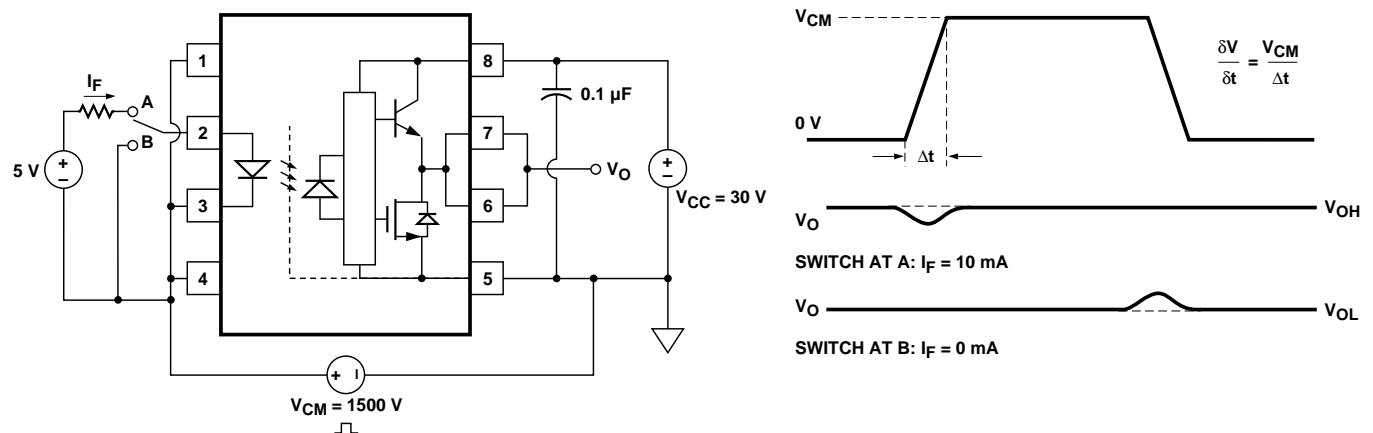 1
2
3
4
8
7
6
5
I_F
A
B
5 V
+
–
0.1 µF
V_O
+
–
V_CC = 30 V
+ –
V_CM = 1500 V
V_CM
0 V
Δt
δV/δt = V_CM/Δt
V_O
V_OH
SWITCH AT A: I_F = 10 mA
V_O
V_OL
SWITCH AT B: I_F = 0 mA